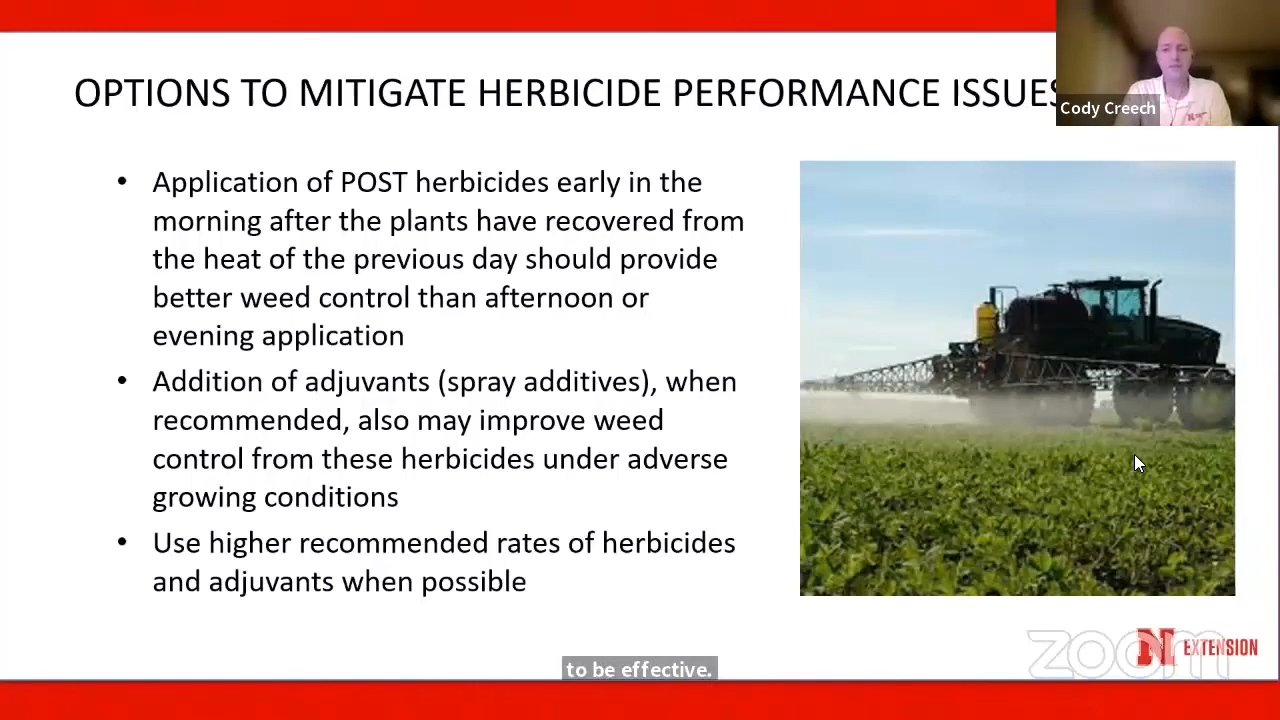 OPTIONS TO MITIGATE HERBICIDE PERFORMANCE ISSUES
Cody Creech
• Application of POST herbicides early in the
morning after the plants have recovered from
the heat of the previous day should provide
better weed control than afternoon or
evening application
• Addition of adjuvants (spray additives), when
recommended, also may improve weed
control from these herbicides under adverse
growing conditions
• Use higher recommended rates of herbicides
and adjuvants when possible
zoom
N EXTENSION
to be effective.